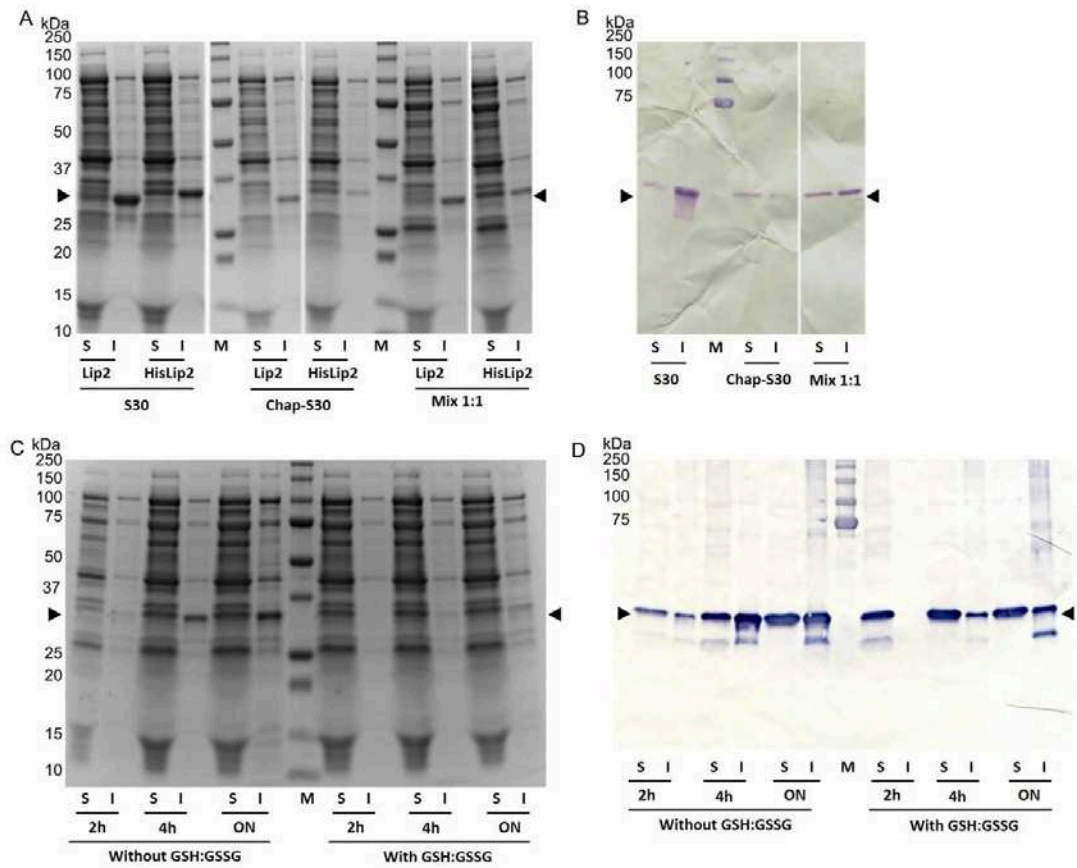 A
kDa
250
150
100
75
50
37
25
20
15
10
S I S I M S I S I M S I S I
Lip2 HisLip2 Lip2 HisLip2 Lip2 HisLip2
S30 Chap-S30 Mix 1:1
B
kDa
250
150
100
75
S I M S I S I
S30 Chap-S30 Mix 1:1
C
kDa
250
150
100
75
50
37
25
20
15
10
S I S I S I M S I S I S I
2h 4h ON 2h 4h ON
Without GSH:GSSG With GSH:GSSG
D
kDa
250
150
100
75
S I S I S I M S I S I S I
2h 4h ON 2h 4h ON
Without GSH:GSSG With GSH:GSSG